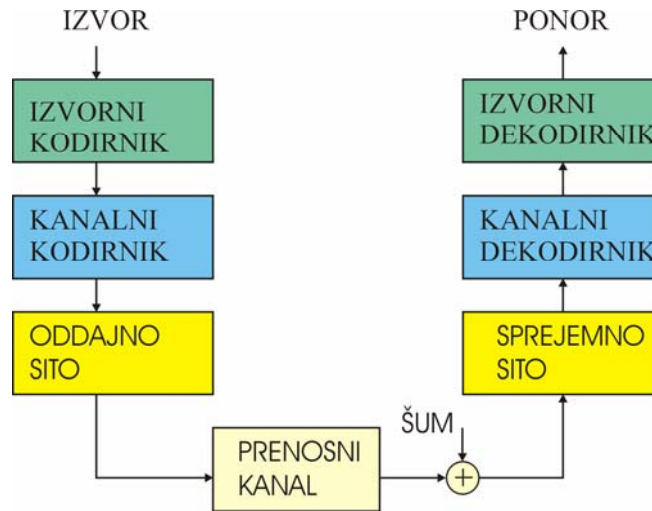 IZVOR
IZVORNI
KODIRNIK
KANALNI
KODIRNIK
ODDAJNO
SITO
PRENOSNI
KANAL
ŠUM
+
PONOR
IZVORNI
DEKODIRNIK
KANALNI
DEKODIRNIK
SPREJEMNO
SITO